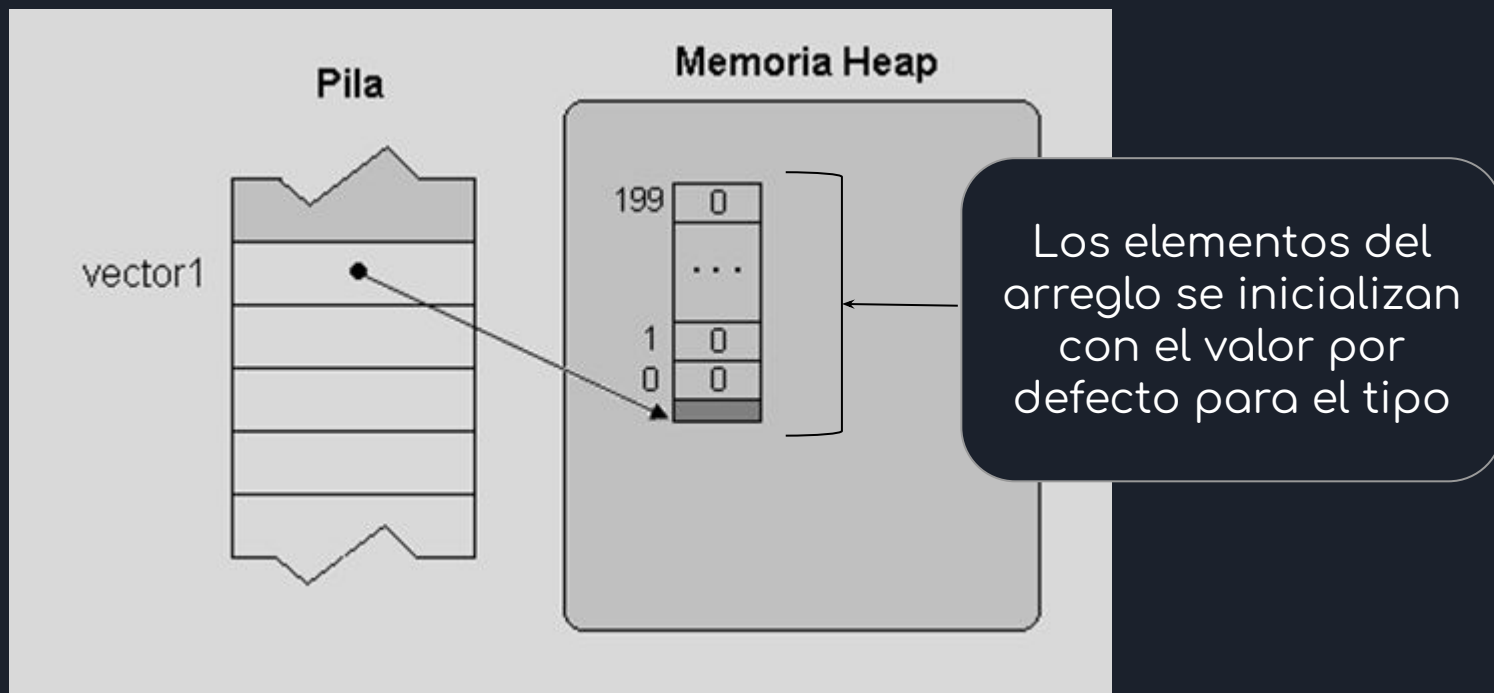 Pila
Memoria Heap
vector1
199 0
...
1 0
0 0
Los elementos del
arreglo se inicializan
con el valor por
defecto para el tipo